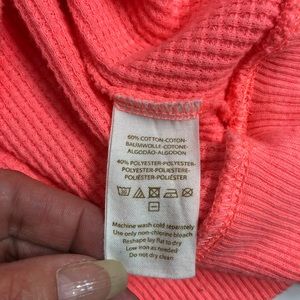 60% COTTON-COTON-
BAUMWOLLE-COTONE-
ALGODÃO-ALGODON
40% POLYESTER-POLYESTER-
POLYESTER-POLIESTERE-
POLIÉSTER-POLIÉSTER
Machine wash cold separately
Use only non-chlorine bleach
Reshape lay flat to dry
Low iron as needed
Do not dry clean